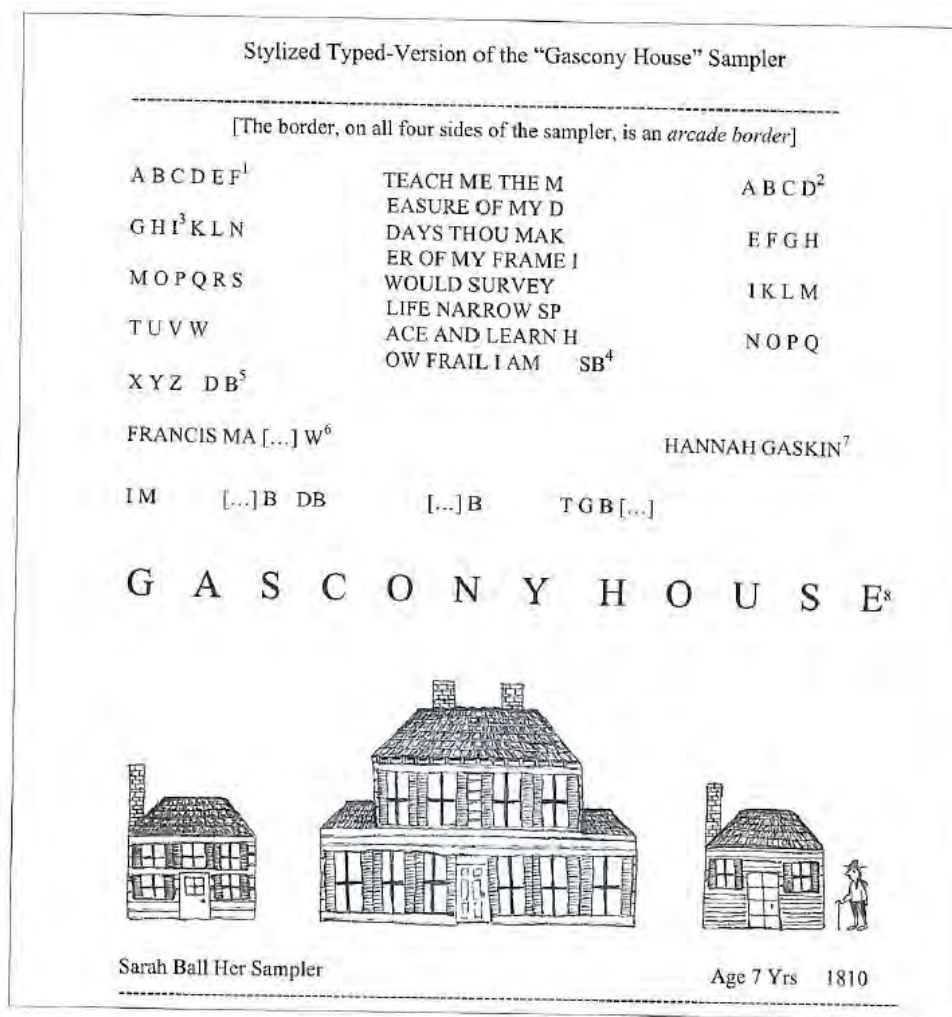 Stylized Typed-Version of the “Gascony House” Sampler
[The border, on all four sides of the sampler, is an arcade border]
A B C D E F¹
G H I³ K L N
M O P Q R S
T U V W
X Y Z D B⁵
TEACH ME THE M
EASURE OF MY D
DAYS THOU MAK
ER OF MY FRAME I
WOULD SURVEY
LIFE NARROW SP
ACE AND LEARN H
OW FRAIL I AM SB⁴
A B C D²
E F G H
I K L M
N O P Q
FRANCIS MA [...] W⁶
HANNAH GASKIN⁷
I M [...] B DB [...] B T G B [...]
G A S C O N Y H O U S E⁸
Sarah Ball Her Sampler
Age 7 Yrs 1810